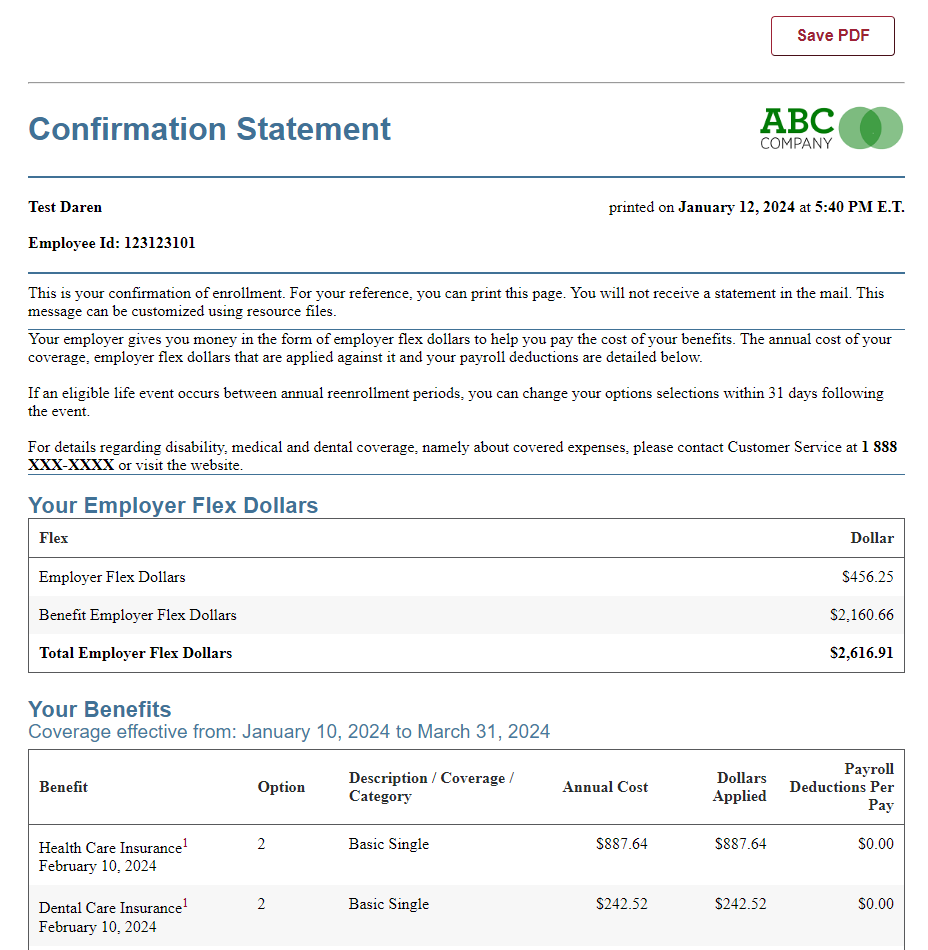 Save PDF
Confirmation Statement
ABC
COMPANY
Test Daren
printed on January 12, 2024 at 5:40 PM E.T.
Employee Id: 123123101
This is your confirmation of enrollment. For your reference, you can print this page. You will not receive a statement in the mail. This
message can be customized using resource files.
Your employer gives you money in the form of employer flex dollars to help you pay the cost of your benefits. The annual cost of your
coverage, employer flex dollars that are applied against it and your payroll deductions are detailed below.
If an eligible life event occurs between annual reenrollment periods, you can change your options selections within 31 days following
the event.
For details regarding disability, medical and dental coverage, namely about covered expenses, please contact Customer Service at 1 888
XXX-XXXX or visit the website.
Your Employer Flex Dollars
Flex Dollar
Employer Flex Dollars $456.25
Benefit Employer Flex Dollars $2,160.66
Total Employer Flex Dollars $2,616.91
Your Benefits
Coverage effective from: January 10, 2024 to March 31, 2024
Benefit Option Description / Coverage / Category Annual Cost Dollars Applied Payroll Deductions Per Pay
Health Care Insurance¹ 2 Basic Single $887.64 $887.64 $0.00
February 10, 2024
Dental Care Insurance¹ 2 Basic Single $242.52 $242.52 $0.00
February 10, 2024